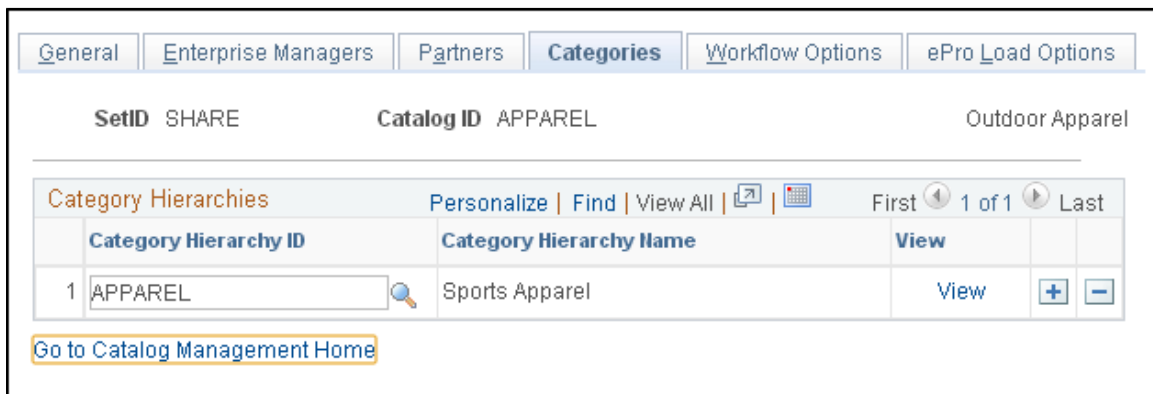 General Enterprise Managers Partners Categories Workflow Options ePro Load Options
SetID SHARE Catalog ID APPAREL Outdoor Apparel
Category Hierarchies Personalize | Find | View All | | First 1 of 1 Last
Category Hierarchy ID Category Hierarchy Name View
1 APPAREL Sports Apparel View + -
Go to Catalog Management Home